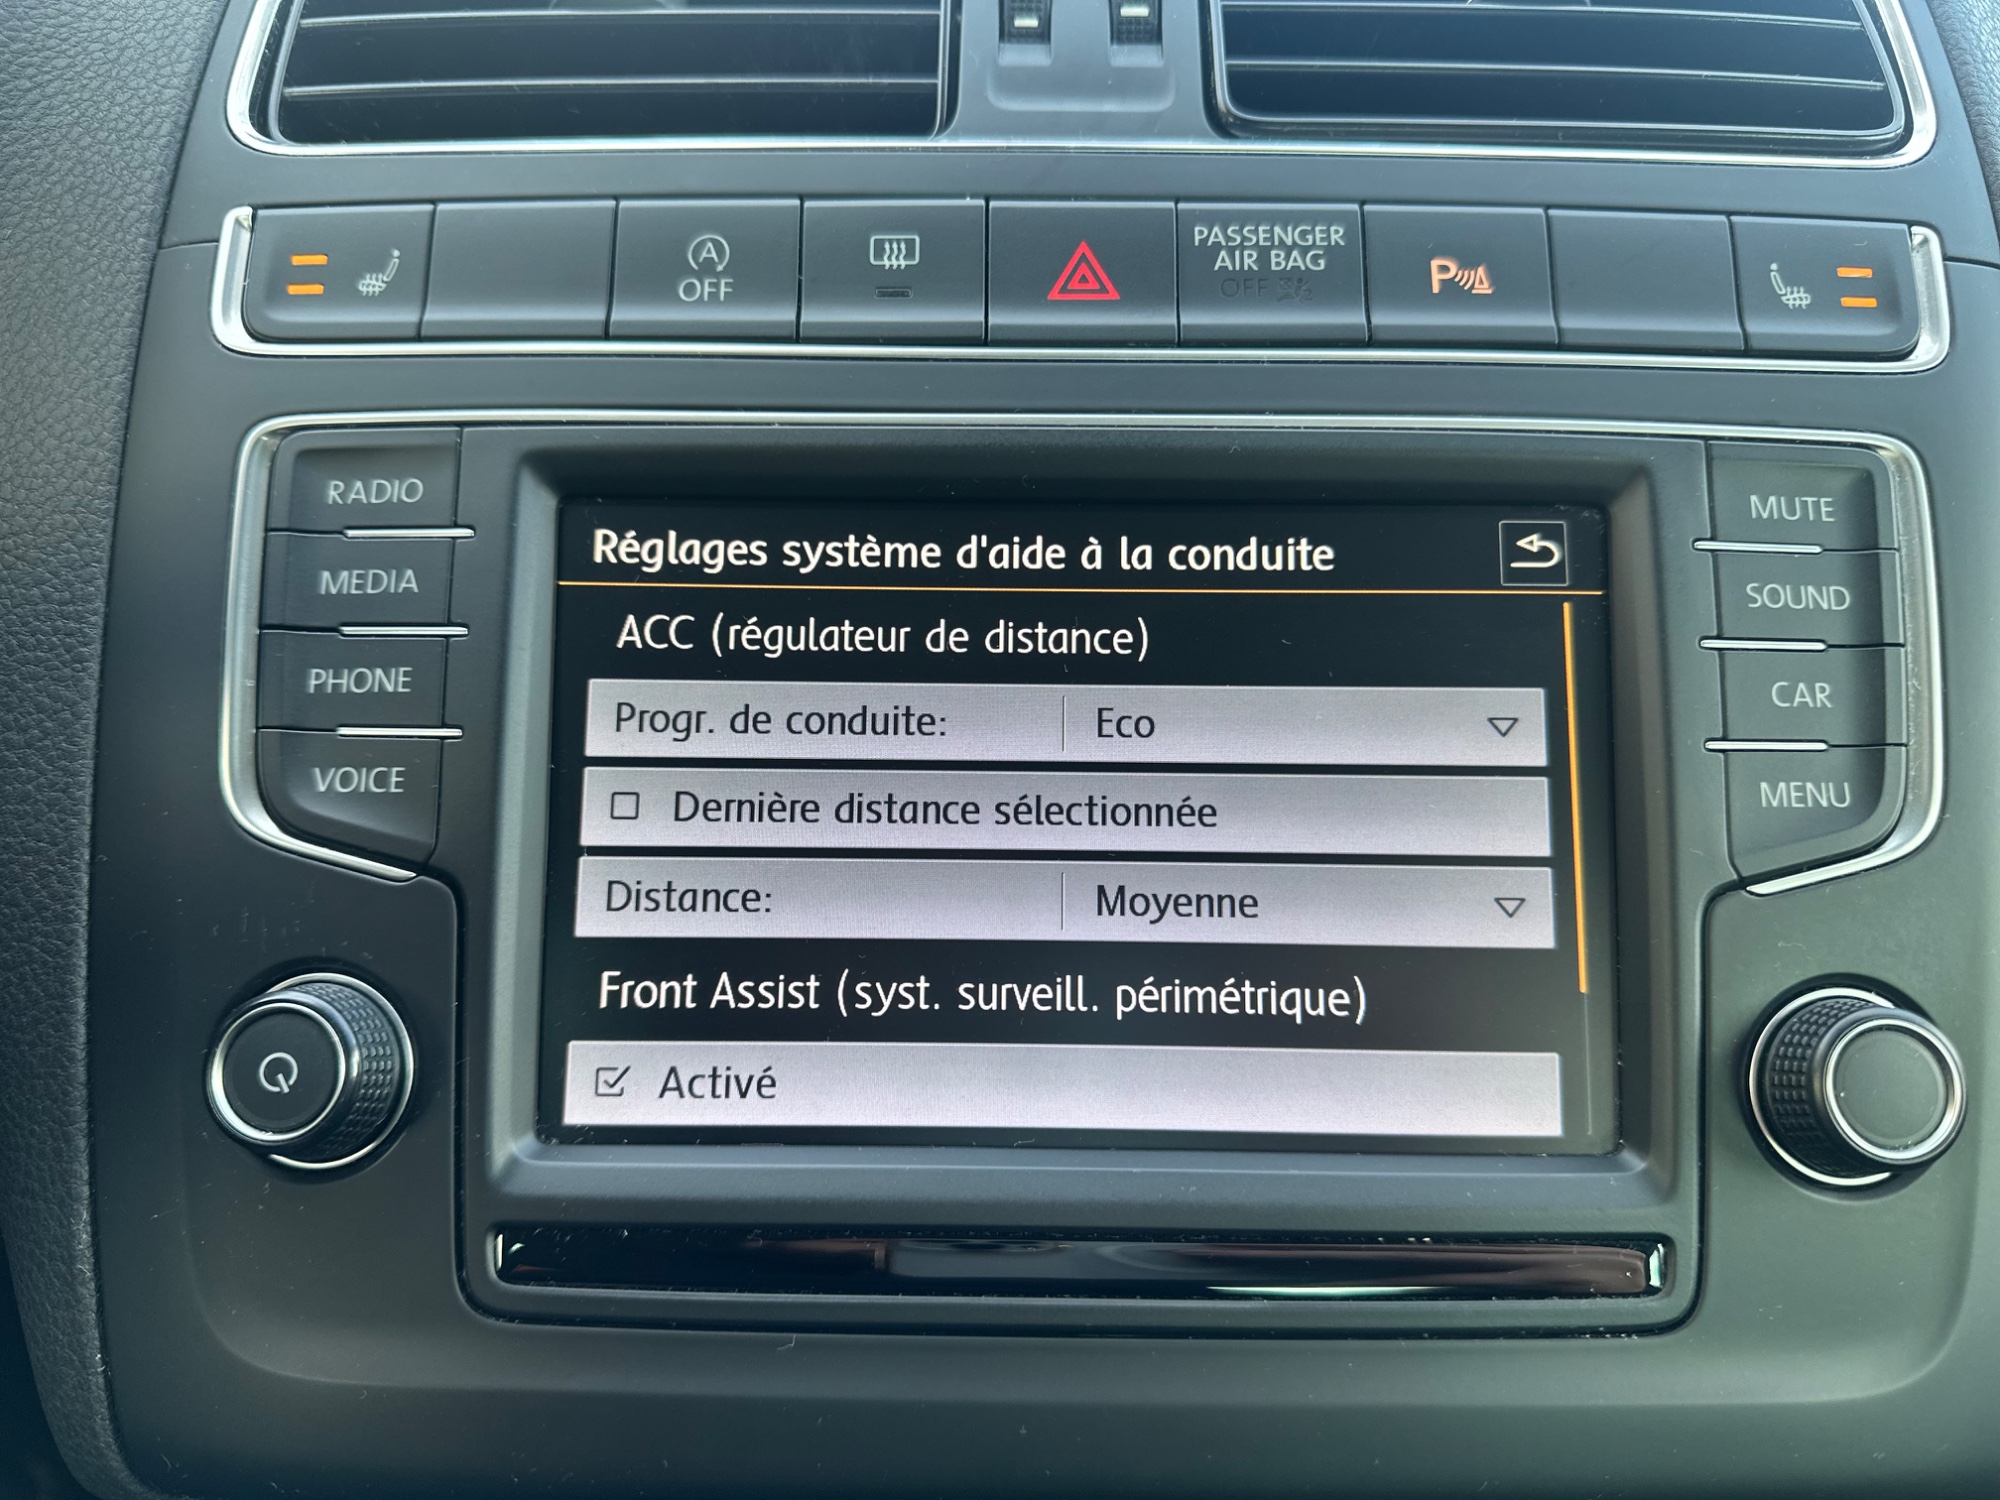 A
OFF
PASSENGER
AIR BAG
OFF
P
RADIO
MEDIA
PHONE
VOICE
Réglages système d'aide à la conduite
ACC (régulateur de distance)
Progr. de conduite: Eco
Dernière distance sélectionnée
Distance: Moyenne
Front Assist (syst. surveill. périmétrique)
Activé
MUTE
SOUND
CAR
MENU